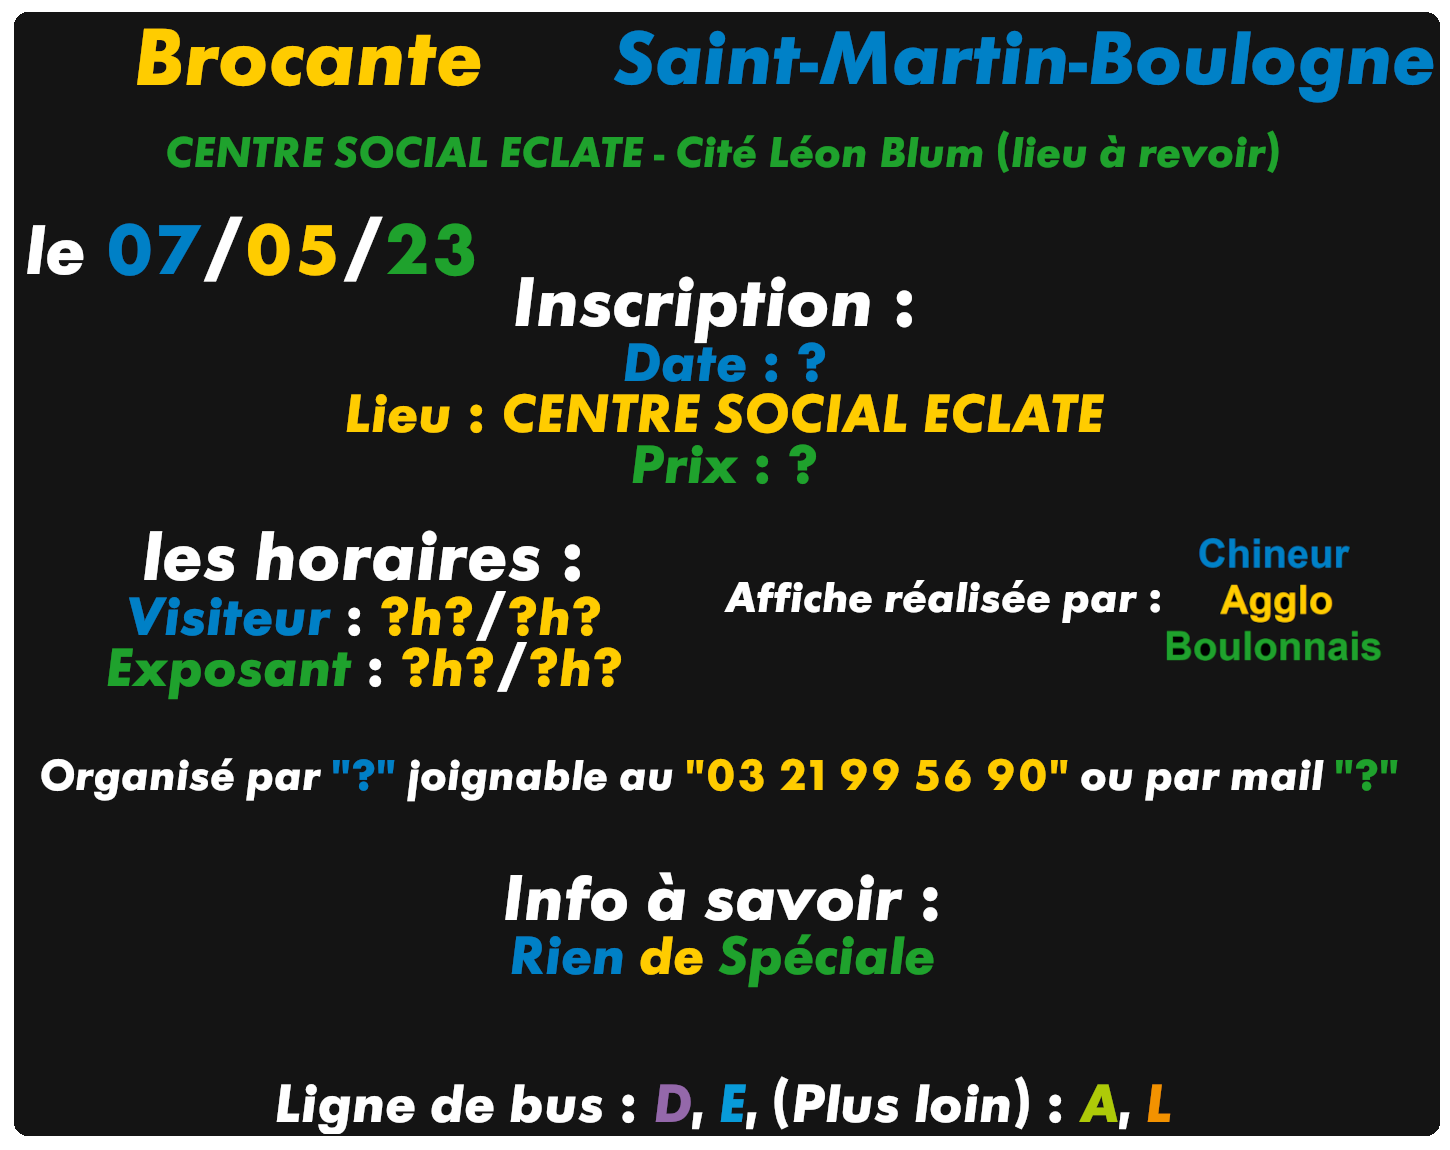 Brocante Saint-Martin-Boulogne
CENTRE SOCIAL ECLATE - Cité Léon Blum (lieu à revoir)
le 07/05/23
Inscription :
Date : ?
Lieu : CENTRE SOCIAL ECLATE
Prix : ?
les horaires :
Visiteur : ?h?/?h?
Exposant : ?h?/?h?
Affiche réalisée par :
Chineur
Agglo
Boulonnais
Organisé par "?" joignable au "03 21 99 56 90" ou par mail "?"
Info à savoir :
Rien de Spéciale
Ligne de bus : D, E, (Plus loin) : A, L